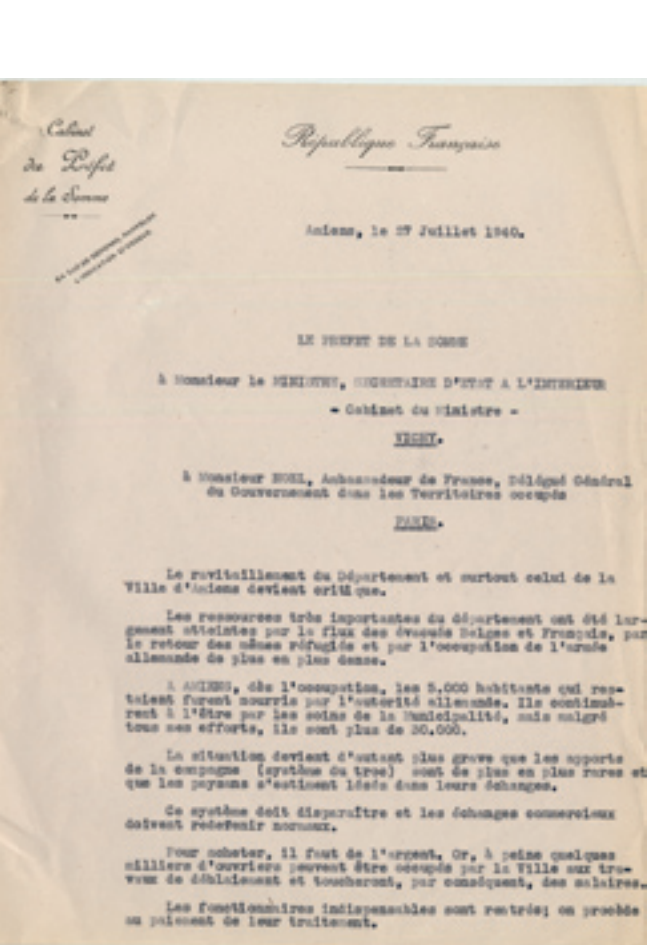 Cabinet
du Préfet
de la Somme
République Française
Amiens, le 27 Juillet 1940.
LE PREFET DE LA SOMME
à Monsieur le MINISTRE, SECRETAIRE D'ETAT A L'INTERIEUR
- Cabinet du Ministre -
VICHY.
à Monsieur NOEL, Ambassadeur de France, Délégué Général
du Gouvernement dans les Territoires occupés
PARIS.
Le ravitaillement du Département et surtout celui de la
Ville d'Amiens devient critique.
Les ressources très importantes du département ont été lar-
gement atteintes par le flux des évacués Belges et Français, par
le retour des mêmes réfugiés et par l'occupation de l'armée
allemande de plus en plus dense.
A AMIENS, dès l'occupation, les 5.000 habitants qui res-
taient furent nourris par l'autorité allemande. Ils continuè-
rent à l'être par les soins de la Municipalité, mais malgré
tous ses efforts, ils sont plus de 30.000.
La situation devient d'autant plus grave que les apports
de la campagne (système du troc) sont de plus en plus rares et
que les paysans s'estiment lésés dans leurs échanges.
Ce système doit disparaître et les échanges commerciaux
doivent redevenir normaux.
Pour acheter, il faut de l'argent. Or, à peine quelques
milliers d'ouvriers peuvent être occupés par la Ville aux tra-
vaux de déblaiement et toucheront, par conséquent, des salaires.
Les fonctionnaires indispensables sont rentrés; on procède
au paiement de leur traitement.